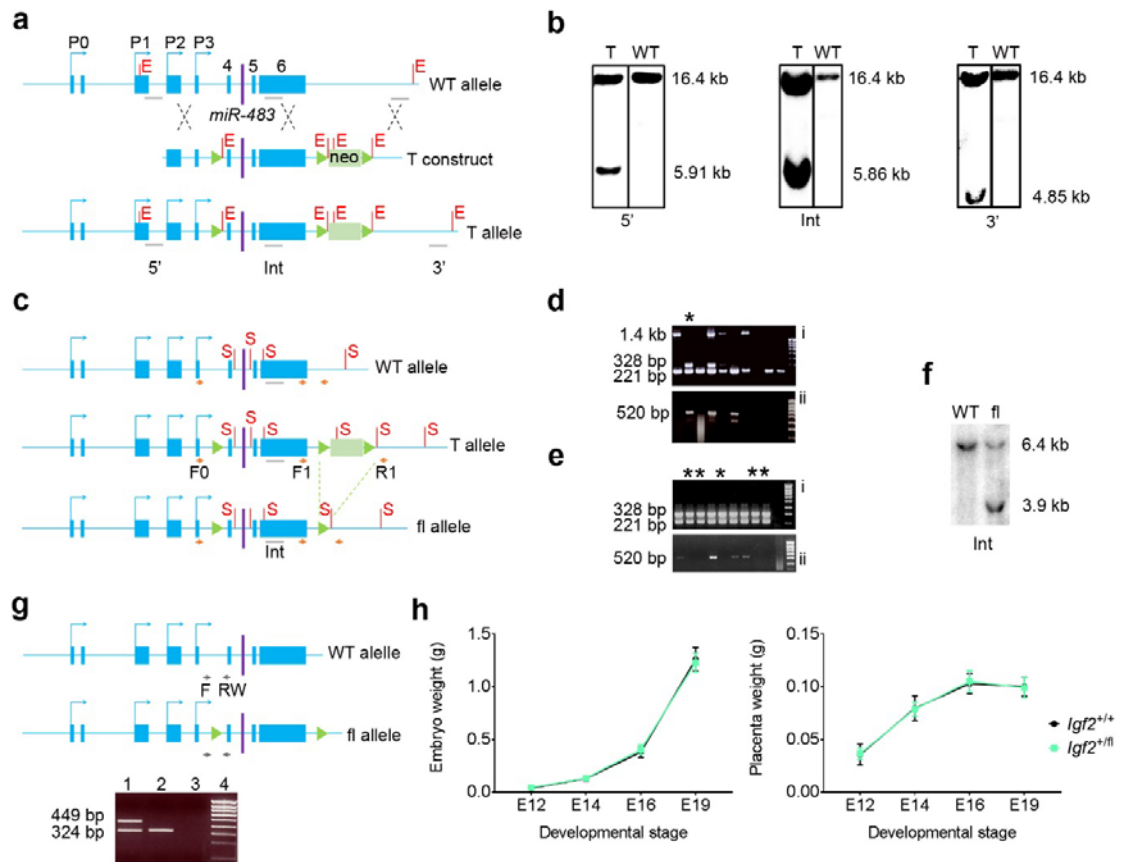 a
P0 P1 P2 P3
E 4 5 6 E
WT allele
miR-483
E E E E
neo
T construct
E E E E E E
T allele
5’ Int 3’
b
T WT
16.4 kb
5.91 kb
5’
T WT
16.4 kb
5.86 kb
Int
T WT
16.4 kb
4.85 kb
3’
c
S S S S
WT allele
S S S S S S
T allele
F0 F1 R1
S S S S S
fl allele
Int
d
*
1.4 kb
328 bp
221 bp
i
520 bp
ii
e
** * **
328 bp
221 bp
i
520 bp
ii
f
WT fl
6.4 kb
3.9 kb
Int
g
WT alelle
F RW
fl allele
1 2 3 4
449 bp
324 bp
h
Embryo weight (g)
1.5
1.0
0.5
0.0
E12 E14 E16 E19
Developmental stage
Placenta weight (g)
0.15
0.10
0.05
0.00
E12 E14 E16 E19
Developmental stage
Igf2+/+
Igf2+/fl